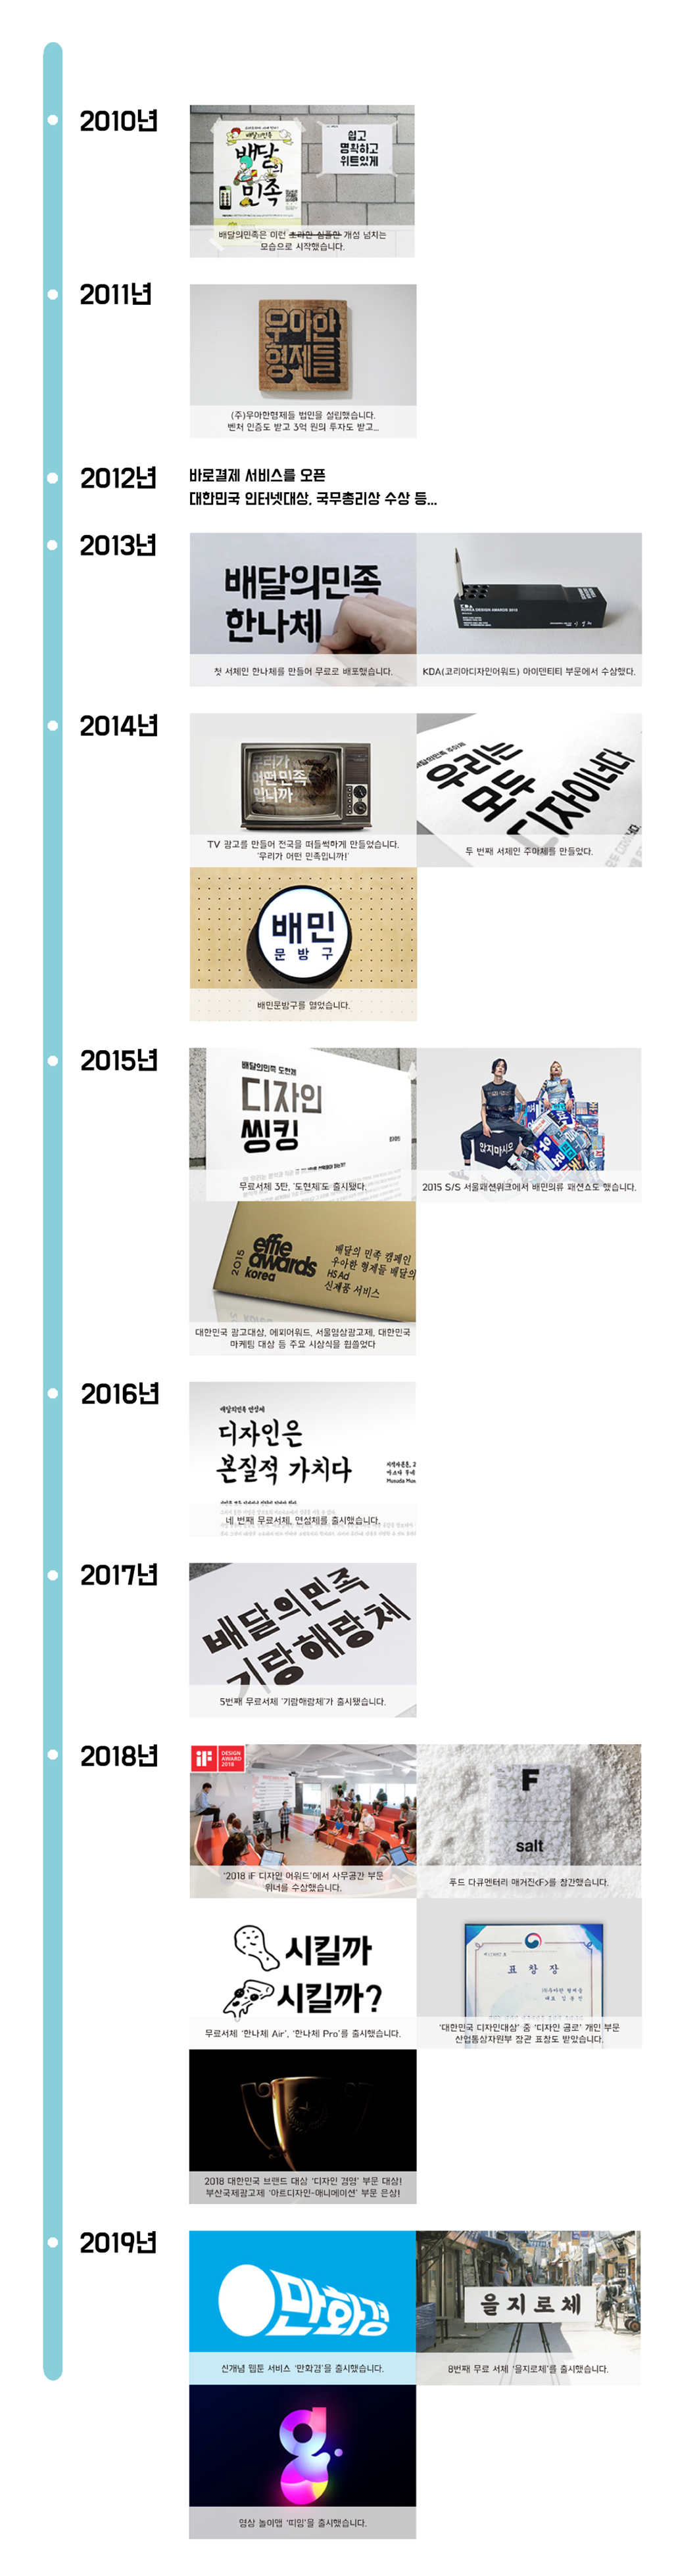 2010년
배달의민족
배달의
민족
쉽고
명확하고
위트있게
배달의민족은 이런 초라한 심플한 개성 넘치는
모습으로 시작했습니다.
2011년
우아한
형제들
(주)우아한형제들 법인을 설립했습니다.
벤처 인증도 받고 3억 원의 투자도 받고...
2012년
바로결제 서비스를 오픈
대한민국 인터넷대상, 국무총리상 수상 등...
2013년
배달의민족
한나체
첫 서체인 한나체를 만들어 무료로 배포했습니다.
KOREA DESIGN AWARDS 2013
KDA(코리아디자인어워드) 아이덴티티 부문에서 수상했다.
2014년
우리가
어떤민족
입니까
TV 광고를 만들어 전국을 떠들썩하게 만들었습니다.
'우리가 어떤 민족입니까!'
배달의민족 주아체
우리는
모두
디자이너다
두 번째 서체인 주아체를 만들었다.
배민
문방구
배민문방구를 열었습니다.
2015년
배달의민족 도현체
디자인
씽킹
무료서체 3탄, '도현체'도 출시됐다.
앉지마시오
2015 S/S 서울패션위크에서 배민의류 패션쇼도 했습니다.
2015
effie
awards
korea
배달의 민족 캠페인
우아한 형제들 배달의
HSAd
신제품 서비스
대한민국 광고대상, 에피어워드, 서울영상광고제, 대한민국
마케팅 대상 등 주요 시상식을 휩쓸었다
2016년
배달의민족 연성체
디자인은
본질적 가치다
네 번째 무료서체, 연성체를 출시했습니다.
2017년
배달의민족
기랑해랑체
5번째 무료서체 '기랑해랑체'가 출시됐습니다.
2018년
iF
DESIGN
AWARD
2018
'2018 iF 디자인 어워드'에서 사무공간 부문
위너를 수상했습니다.
F
salt
푸드 다큐멘터리 매거진<F>를 창간했습니다.
시킬까
시킬까?
무료서체 '한나체 Air', '한나체 Pro'를 출시했습니다.
표 창 장
'대한민국 디자인대상' 중 '디자인 공로' 개인 부문
산업통상자원부 장관 표창도 받았습니다.
2018 대한민국 브랜드 대상 '디자인 경영' 부문 대상!
부산국제광고제 '아트디자인-애니메이션' 부문 은상!
2019년
만화경
신개념 웹툰 서비스 '만화경'을 출시했습니다.
을지로체
8번째 무료 서체 '을지로체'를 출시했습니다.
영상 놀이앱 '띠잉'을 출시했습니다.